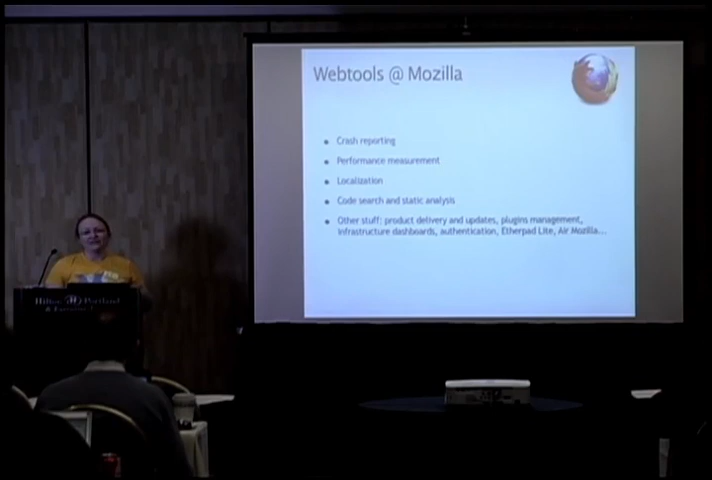 Webtools @ Mozilla
Crash reporting
Performance measurement
Localization
Code search and static analysis
Other stuff: product delivery and updates, plugins management,
infrastructure dashboards, authentication, Etherpad Lite, Air Mozilla...
Hilton Portland
& Executive